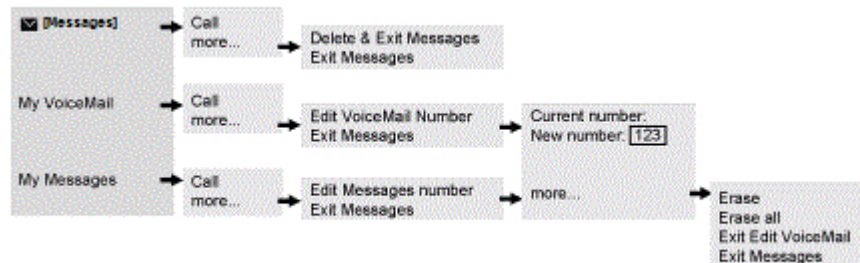 [Messages]
Call
more...
Delete & Exit Messages
Exit Messages
My VoiceMail
Call
more...
Edit VoiceMail Number
Exit Messages
Current number:
New number: 123
more...
My Messages
Call
more...
Edit Messages number
Exit Messages
Erase
Erase all
Exit Edit VoiceMail
Exit Messages